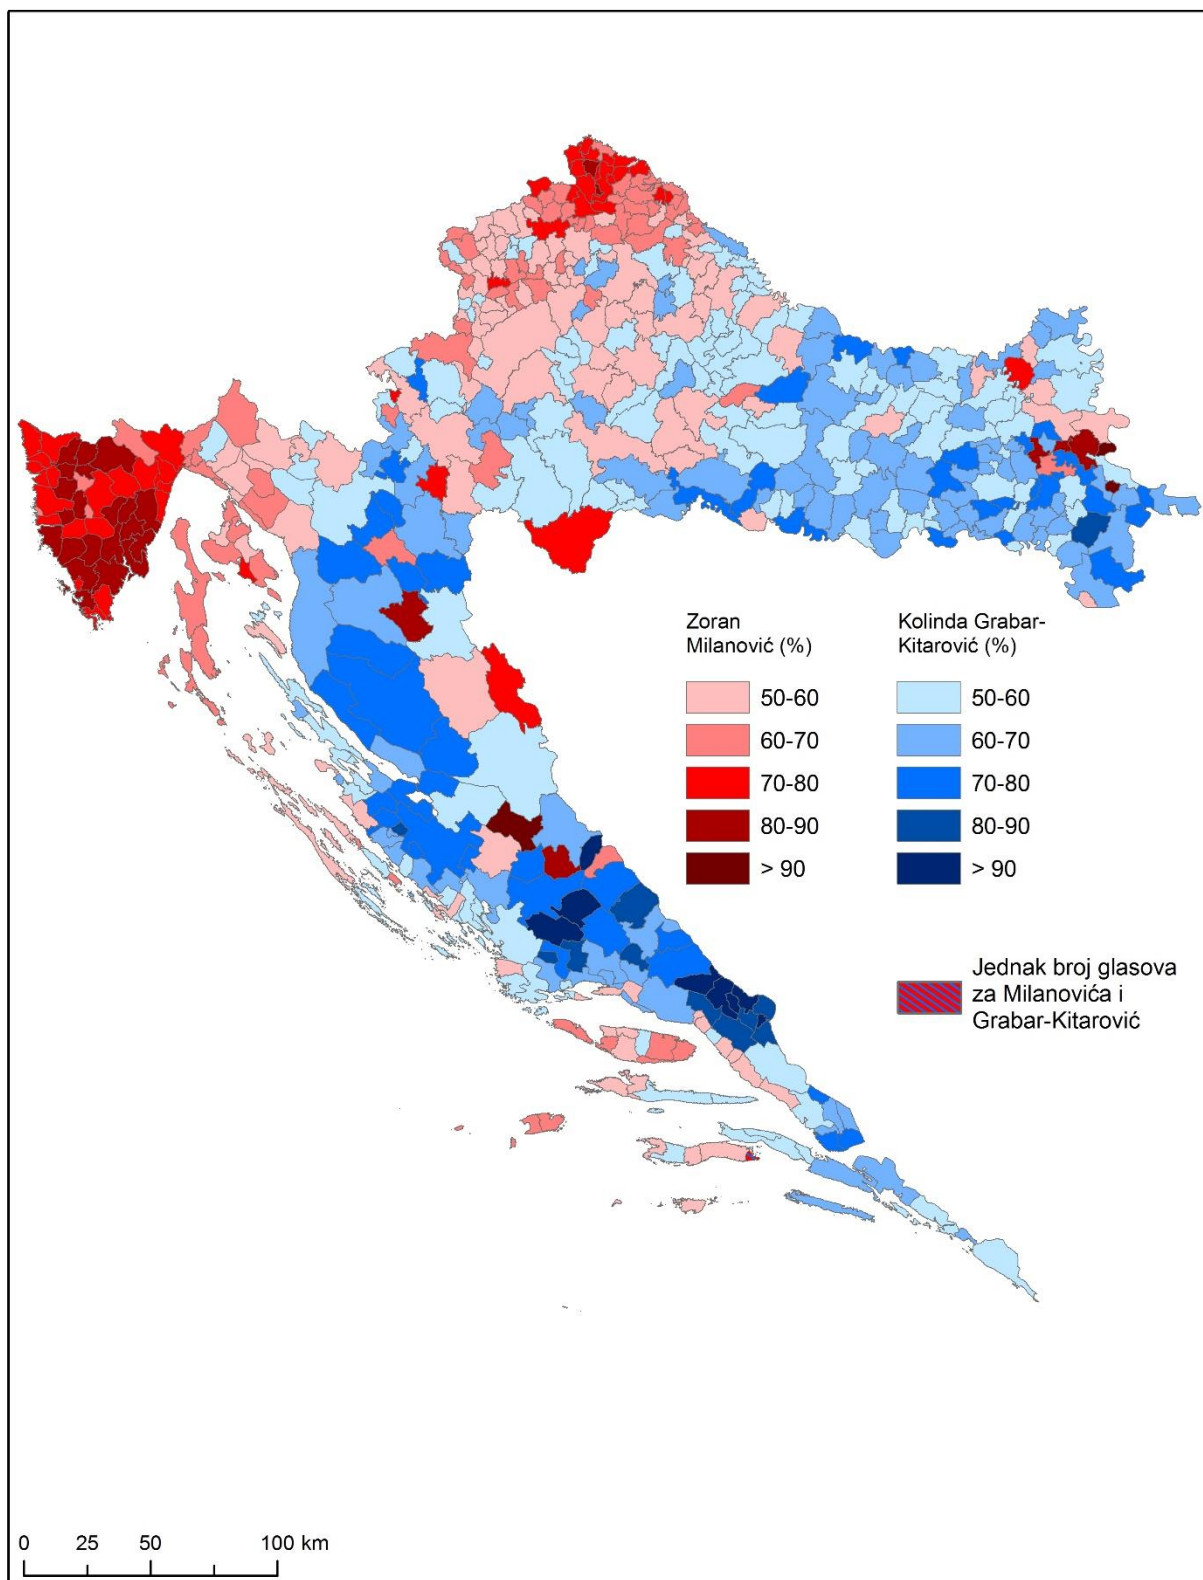 Zoran
Milanović (%)
50-60
60-70
70-80
80-90
> 90
Kolinda Grabar-
Kitarović (%)
50-60
60-70
70-80
80-90
> 90
Jednak broj glasova
za Milanovića i
Grabar-Kitarović
0 25 50 100 km